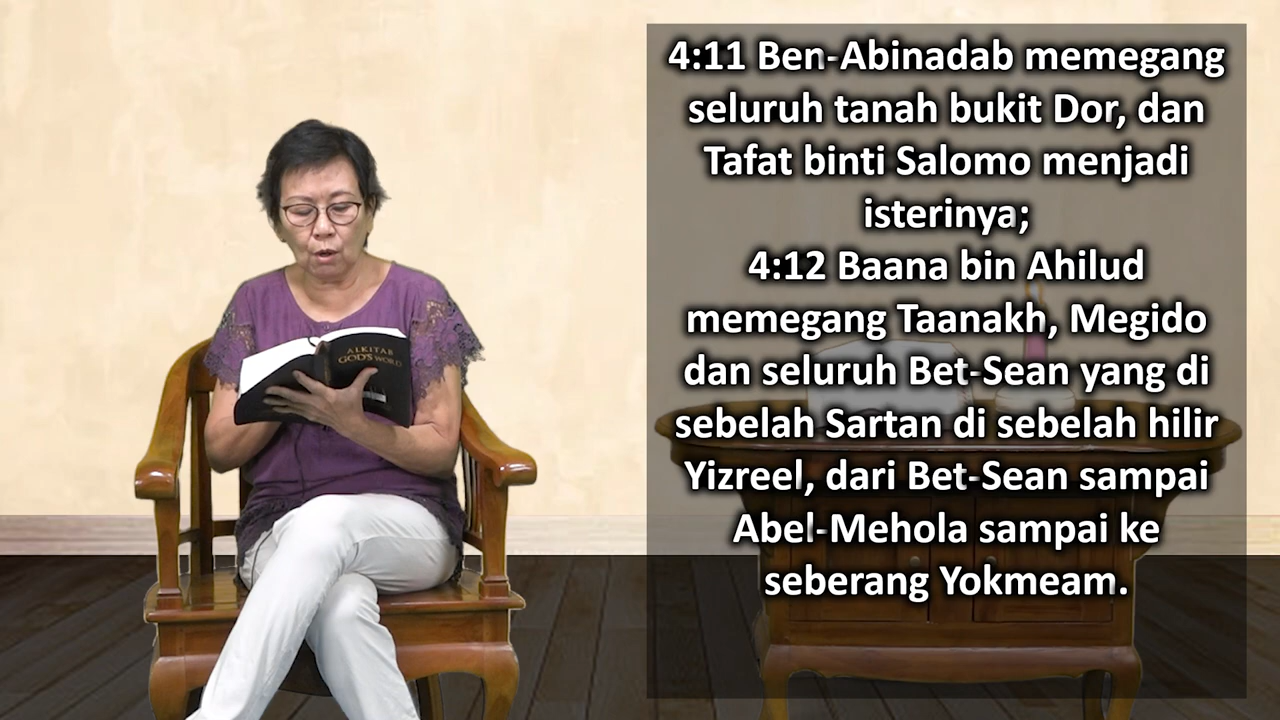 4:11 Ben-Abinadab memegang
seluruh tanah bukit Dor, dan
Tafat binti Salomo menjadi
isterinya;
4:12 Baana bin Ahilud
memegang Taanakh, Megido
dan seluruh Bet-Sean yang di
sebelah Sartan di sebelah hilir
Yizreel, dari Bet-Sean sampai
Abel-Mehola sampai ke
seberang Yokmeam.
ALKITAB
GOD'S WORD